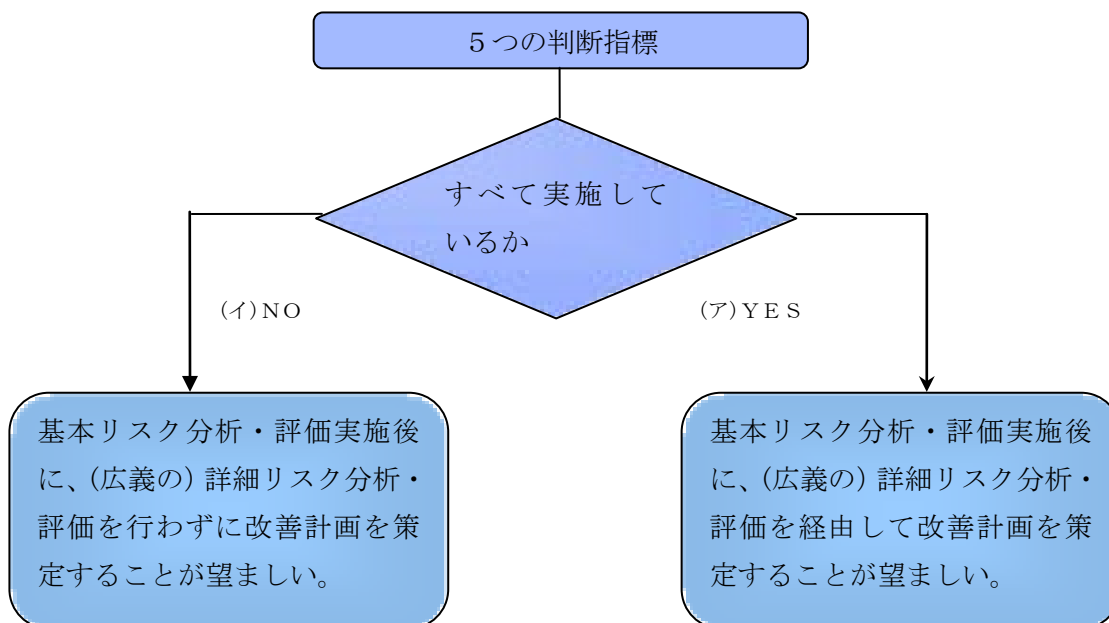 ５つの判断指標
すべて実施して
いるか
(イ)ＮＯ
(ア)ＹＥＳ
基本リスク分析・評価実施後
に、(広義の) 詳細リスク分析・
評価を行わずに改善計画を策
定することが望ましい。
基本リスク分析・評価実施後
に、(広義の) 詳細リスク分析・
評価を経由して改善計画を策
定することが望ましい。